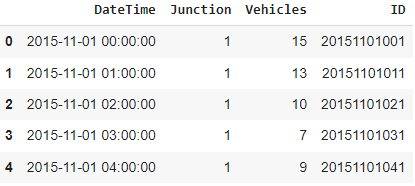 DateTime Junction Vehicles ID
0 2015-11-01 00:00:00 1 15 20151101001
1 2015-11-01 01:00:00 1 13 20151101011
2 2015-11-01 02:00:00 1 10 20151101021
3 2015-11-01 03:00:00 1 7 20151101031
4 2015-11-01 04:00:00 1 9 20151101041